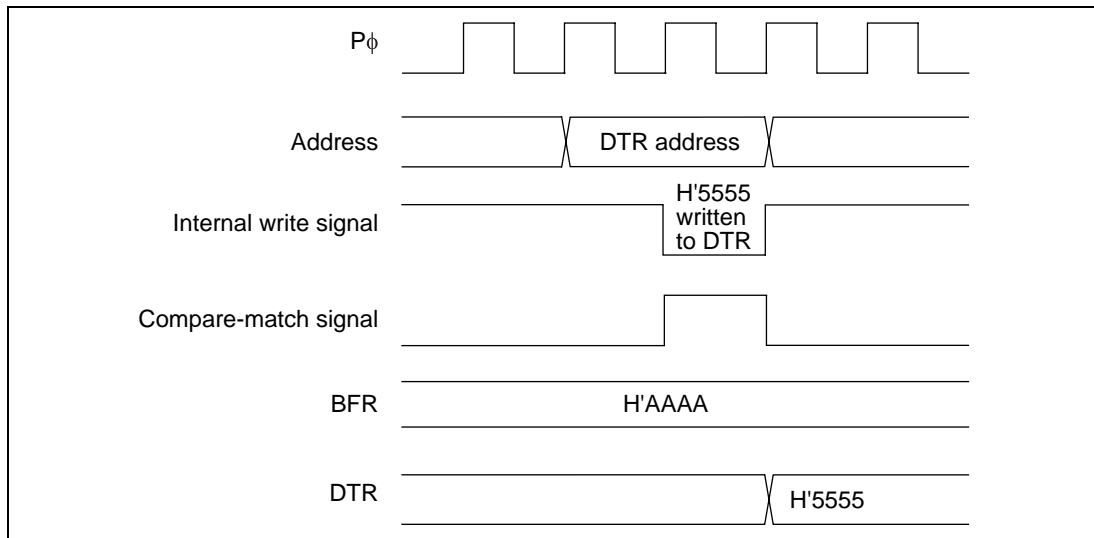 Pϕ
Address
DTR address
Internal write signal
H'5555
written
to DTR
Compare-match signal
BFR
H'AAAA
DTR
H'5555